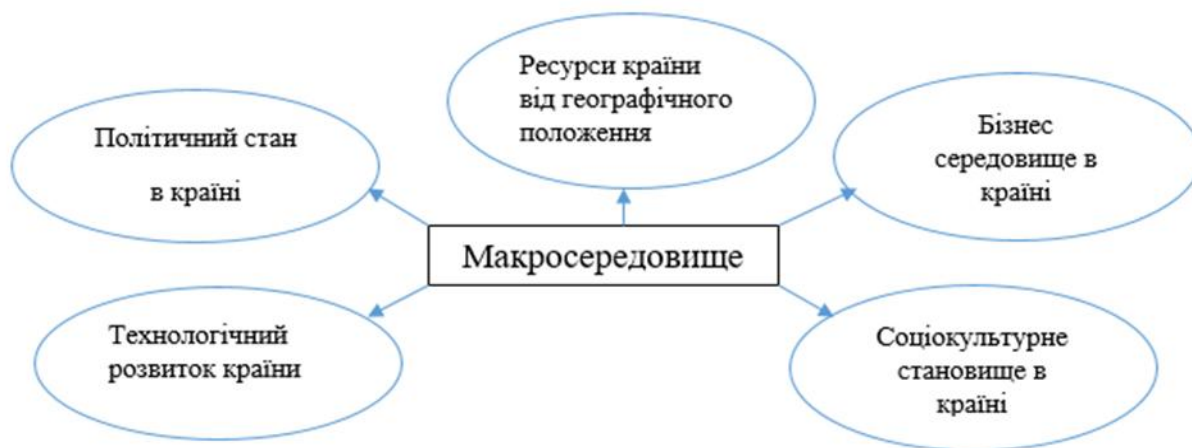 Ресурси країни
від географічного
положення
Політичний стан
в країні
Бізнес
середовище в
країні
Макросередовище
Технологічний
розвиток країни
Соціокультурне
становище в
країні